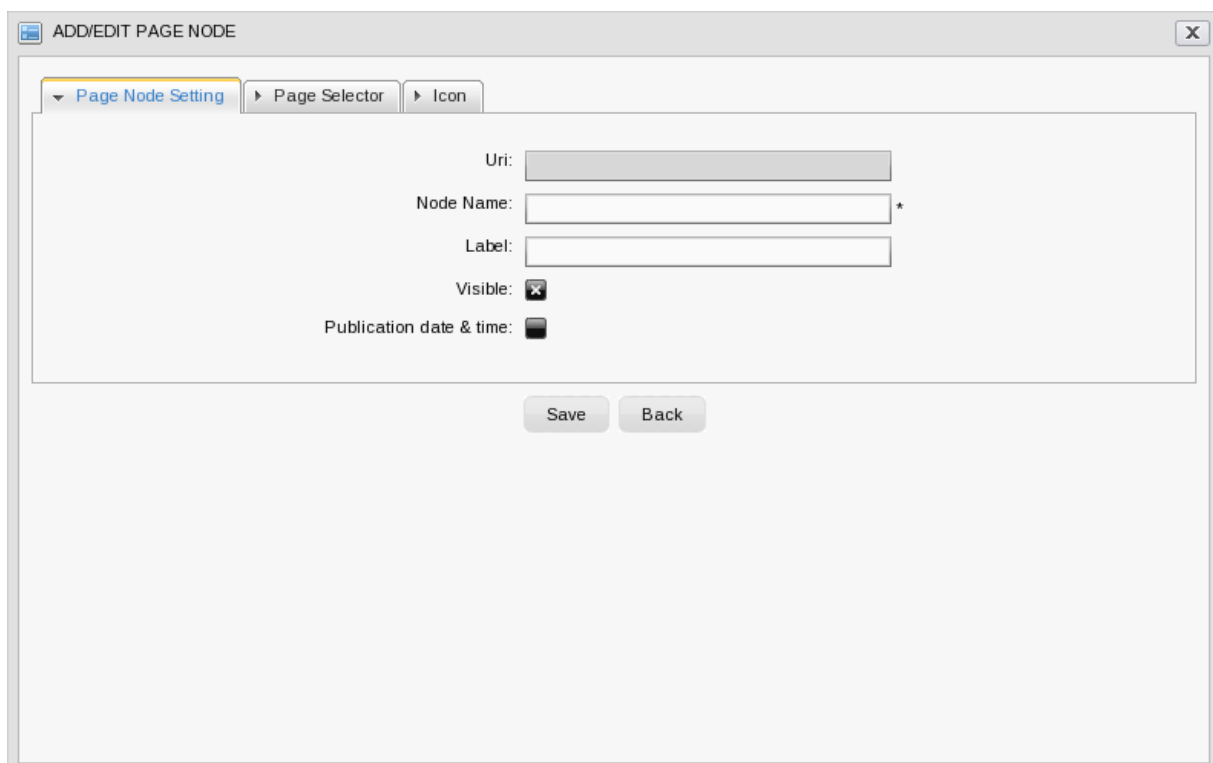 ADD/EDIT PAGE NODE X
Page Node Setting Page Selector Icon
Uri:
Node Name: *
Label:
Visible:
Publication date & time:
Save Back